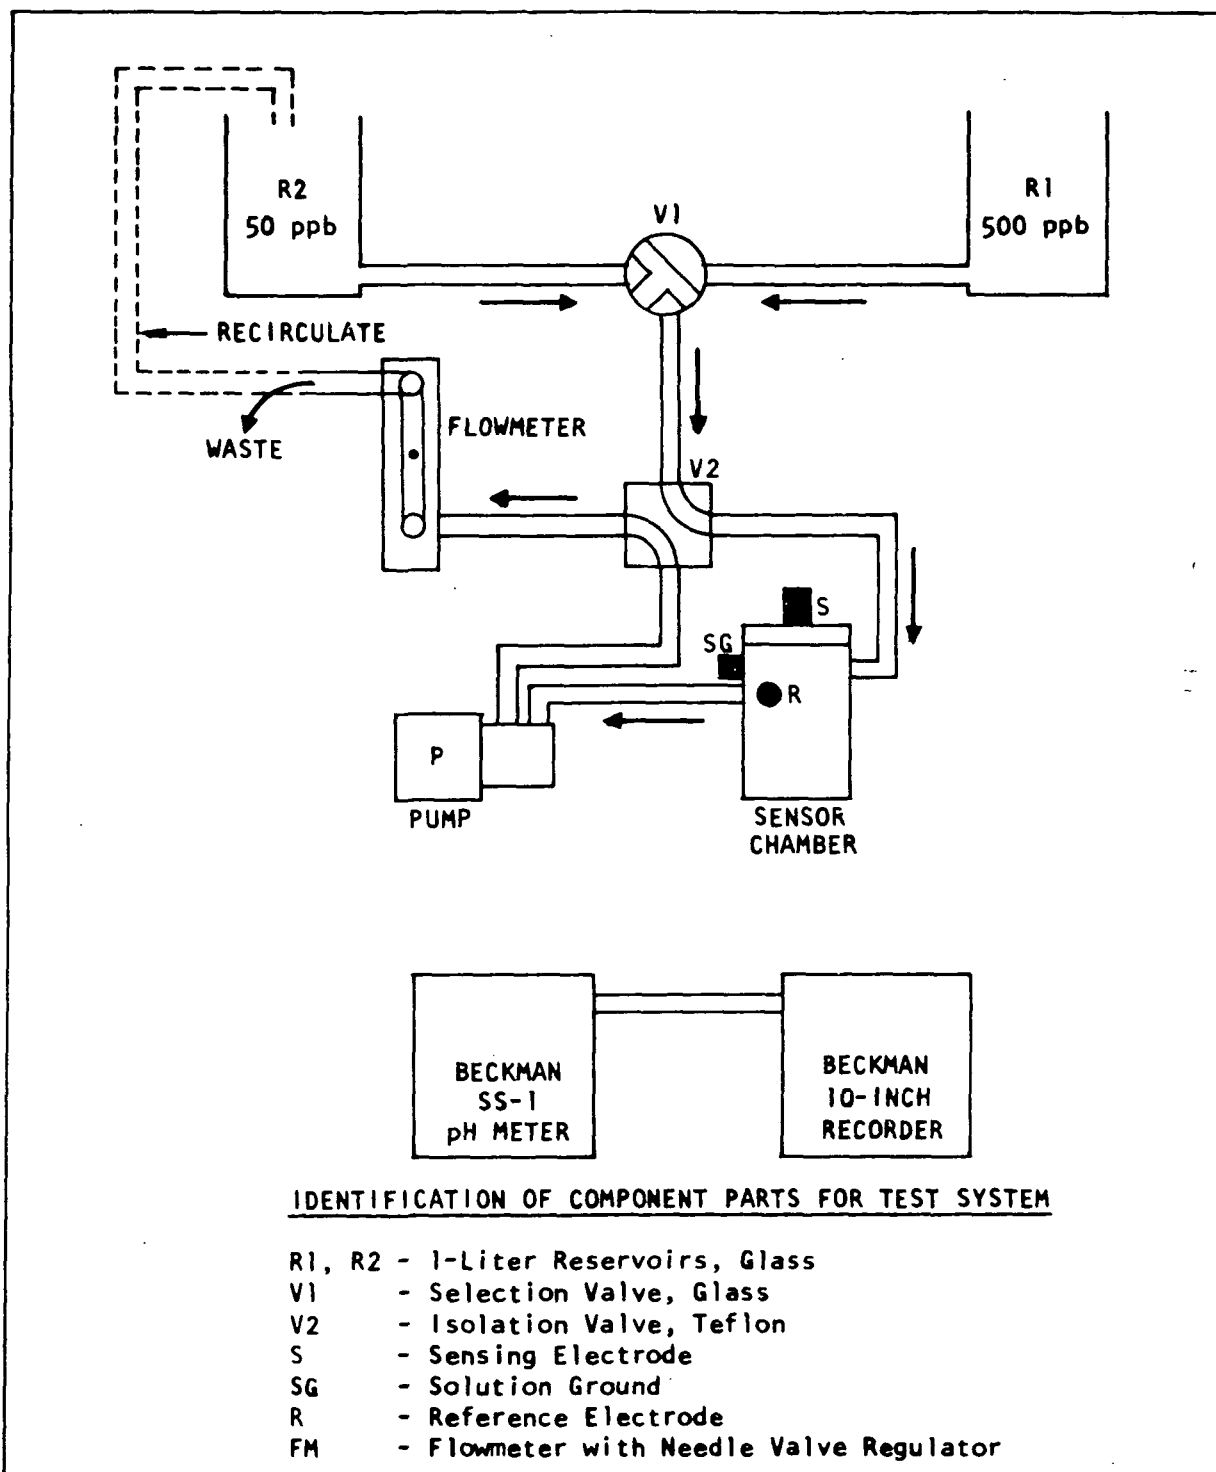 R2
50 ppb
V1
R1
500 ppb
RECIRCULATE
WASTE
FLOWMETER
V2
S
SG
R
P
PUMP
SENSOR
CHAMBER
BECKMAN
SS-1
pH METER
BECKMAN
10-INCH
RECORDER
IDENTIFICATION OF COMPONENT PARTS FOR TEST SYSTEM
R1, R2 - 1-Liter Reservoirs, Glass
V1 - Selection Valve, Glass
V2 - Isolation Valve, Teflon
S - Sensing Electrode
SG - Solution Ground
R - Reference Electrode
FM - Flowmeter with Needle Valve Regulator